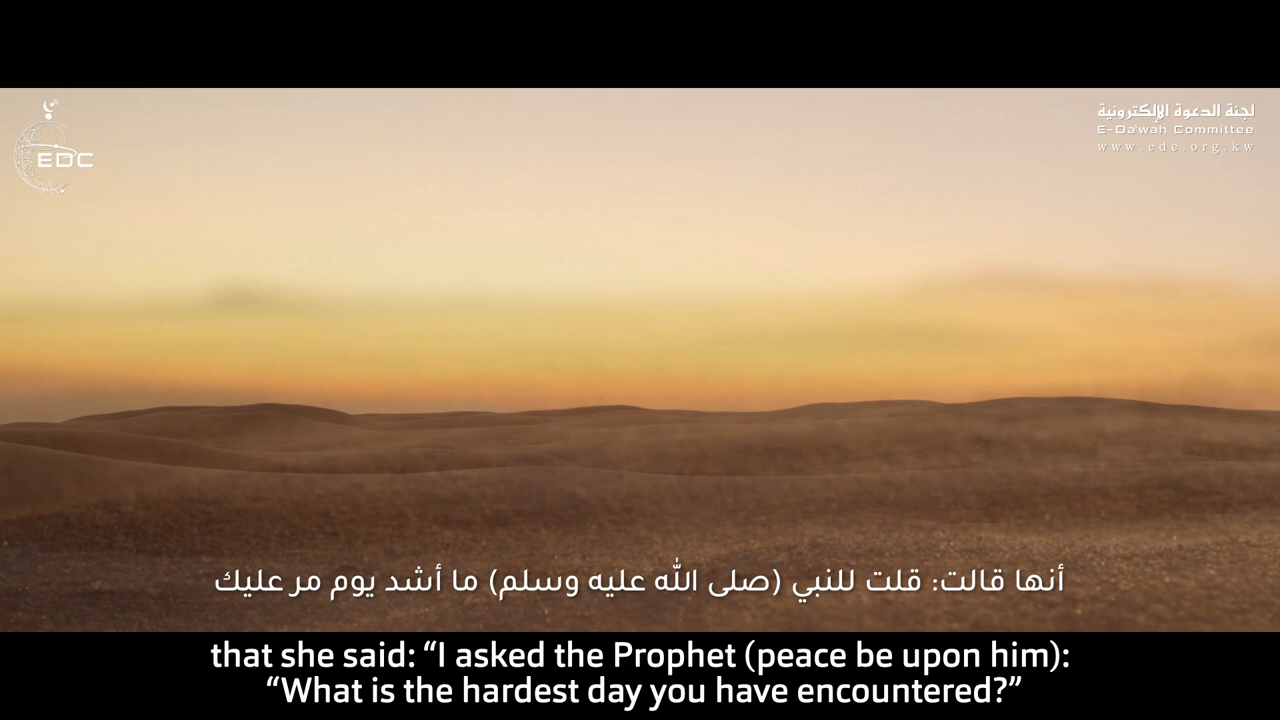 EDC
لجنة الدعوة الإلكترونية
E-Da'wah Committee
www.edc.org.kw
أنها قالت: قلت للنبي (صلى الله عليه وسلم) ما أشد يوم مر عليك
that she said: “I asked the Prophet (peace be upon him):
“What is the hardest day you have encountered?”